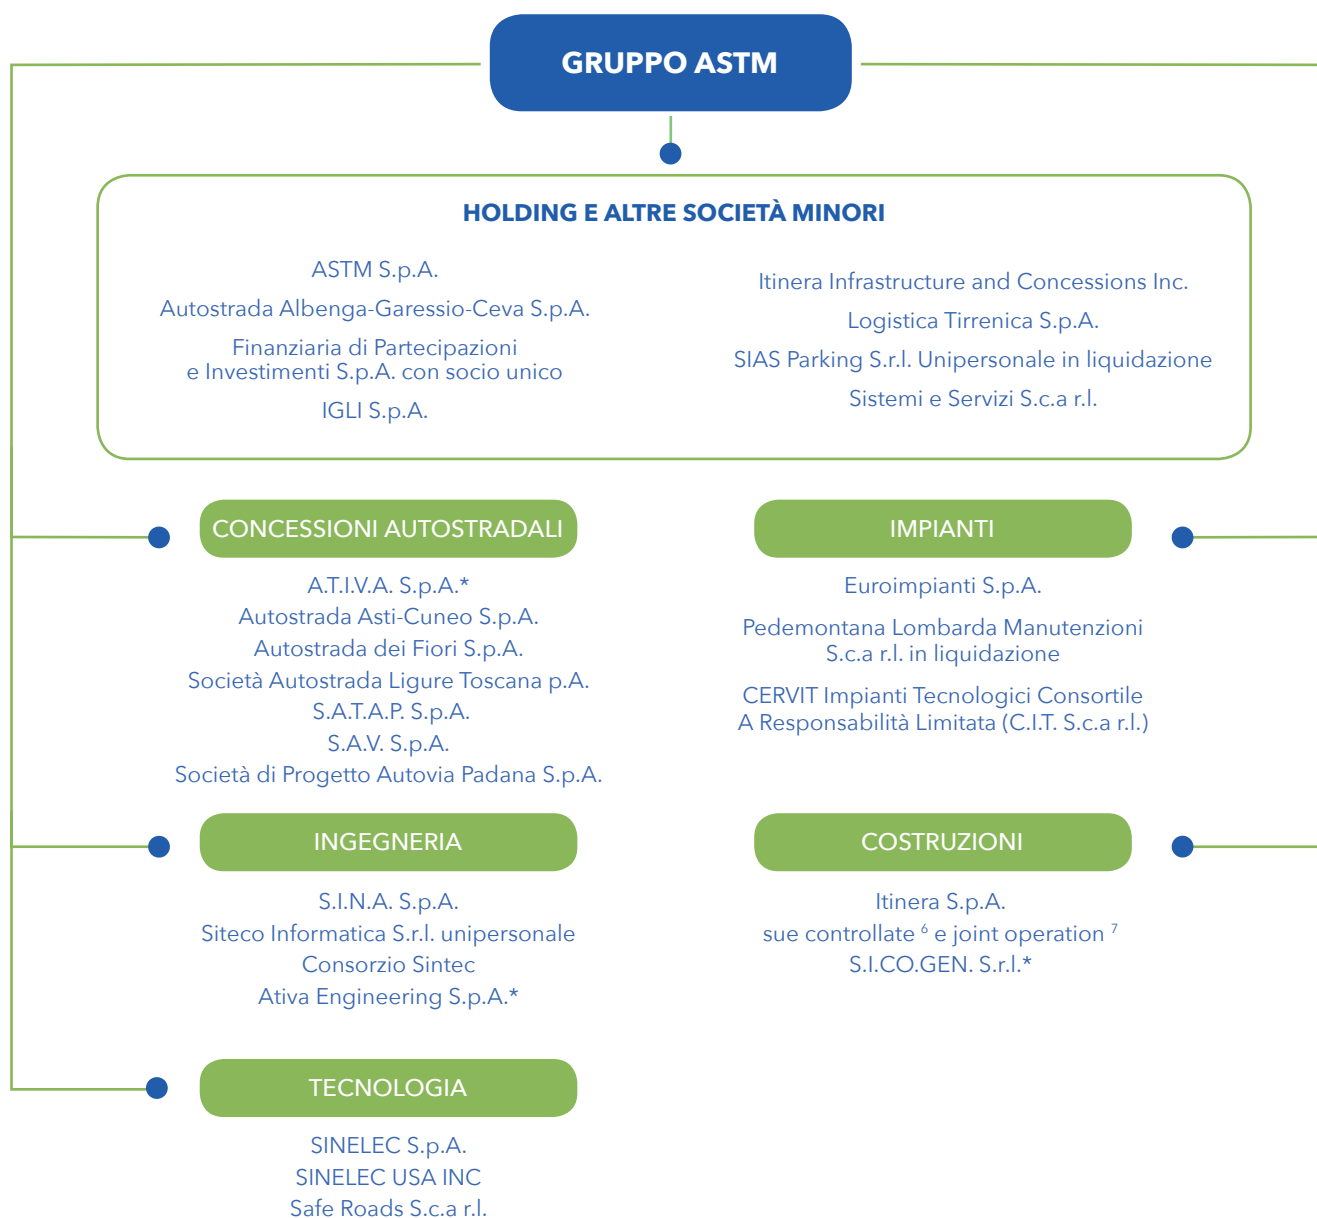 GRUPPO ASTM
HOLDING E ALTRE SOCIETÀ MINORI
ASTM S.p.A.
Autostrada Albenga-Garessio-Ceva S.p.A.
Finanziaria di Partecipazioni
e Investimenti S.p.A. con socio unico
IGLI S.p.A.
Itinera Infrastructure and Concessions Inc.
Logistica Tirrenica S.p.A.
SIAS Parking S.r.l. Unipersonale in liquidazione
Sistemi e Servizi S.c.a r.l.
CONCESSIONI AUTOSTRADALI
A.T.I.V.A. S.p.A.*
Autostrada Asti-Cuneo S.p.A.
Autostrada dei Fiori S.p.A.
Società Autostrada Ligure Toscana p.A.
S.A.T.A.P. S.p.A.
S.A.V. S.p.A.
Società di Progetto Autovia Padana S.p.A.
IMPIANTI
Euroimpianti S.p.A.
Pedemontana Lombarda Manutenzioni
S.c.a r.l. in liquidazione
CERVIT Impianti Tecnologici Consortile
A Responsabilità Limitata (C.I.T. S.c.a r.l.)
INGEGNERIA
S.I.N.A. S.p.A.
Siteco Informatica S.r.l. unipersonale
Consorzio Sintec
Ativa Engineering S.p.A.*
COSTRUZIONI
Itinera S.p.A.
sue controllate ⁶ e joint operation ⁷
S.I.CO.GEN. S.r.l.*
TECNOLOGIA
SINELEC S.p.A.
SINELEC USA INC
Safe Roads S.c.a r.l.